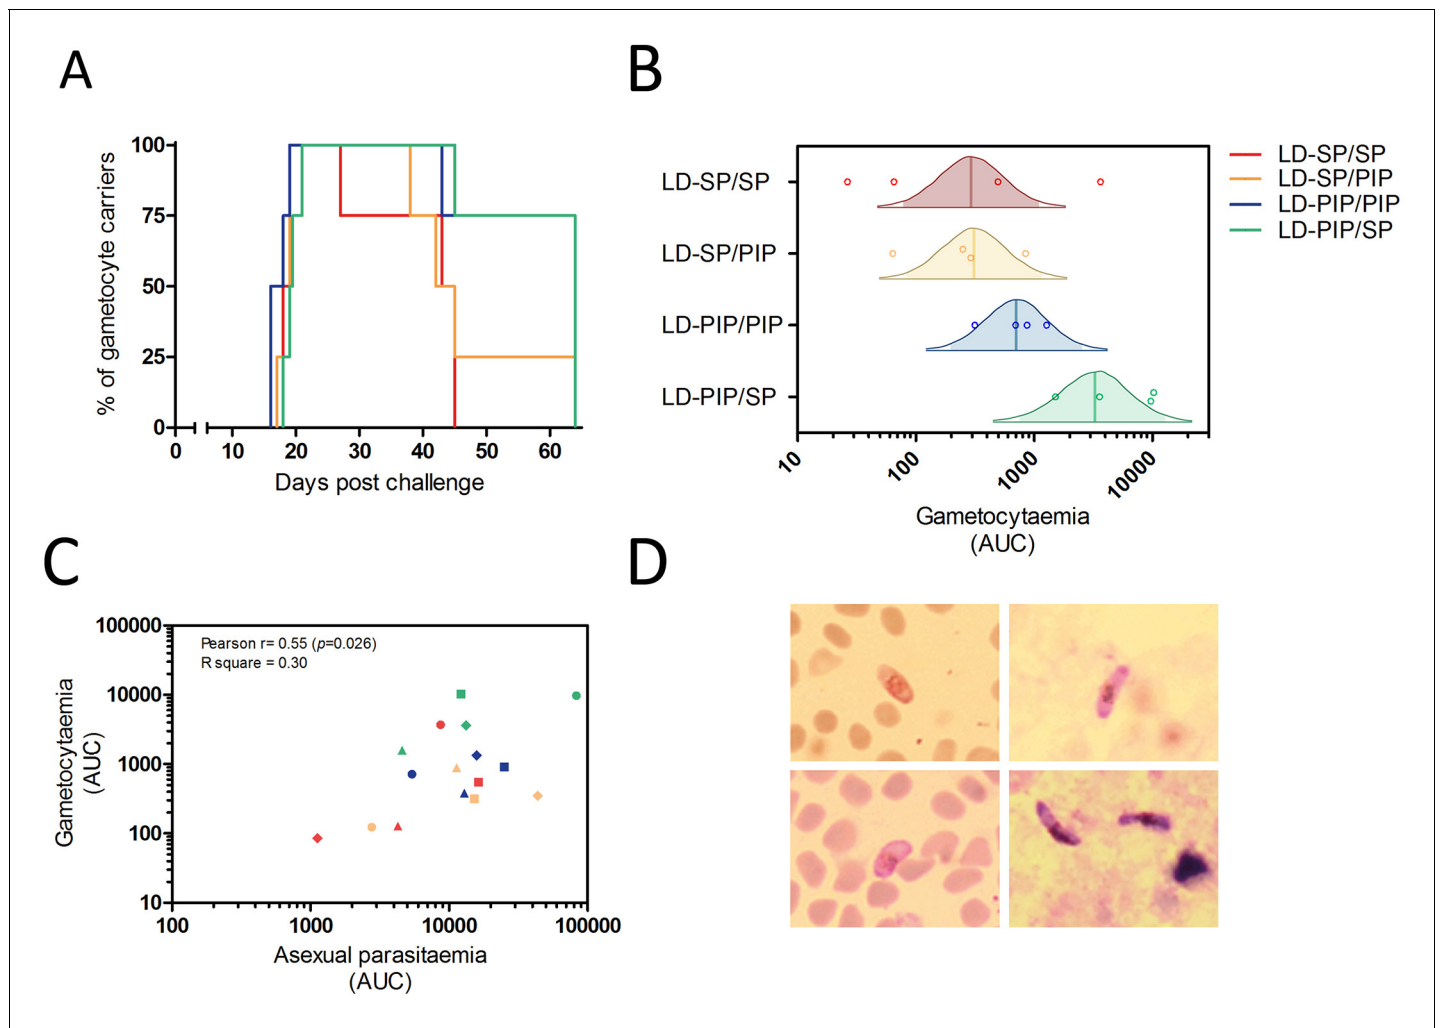 A
% of gametocyte carriers
100
75
50
25
0
0 10 20 30 40 50 60
Days post challenge
B
LD-SP/SP
LD-SP/PIP
LD-PIP/PIP
LD-PIP/SP
10 100 1000 10000
Gametocytaemia
(AUC)
LD-SP/SP
LD-SP/PIP
LD-PIP/PIP
LD-PIP/SP
C
Gametocytaemia
(AUC)
100000
10000
1000
100
10
Pearson r= 0.55 (p=0.026)
R square = 0.30
100 1000 10000 100000
Asexual parasitaemia
(AUC)
D